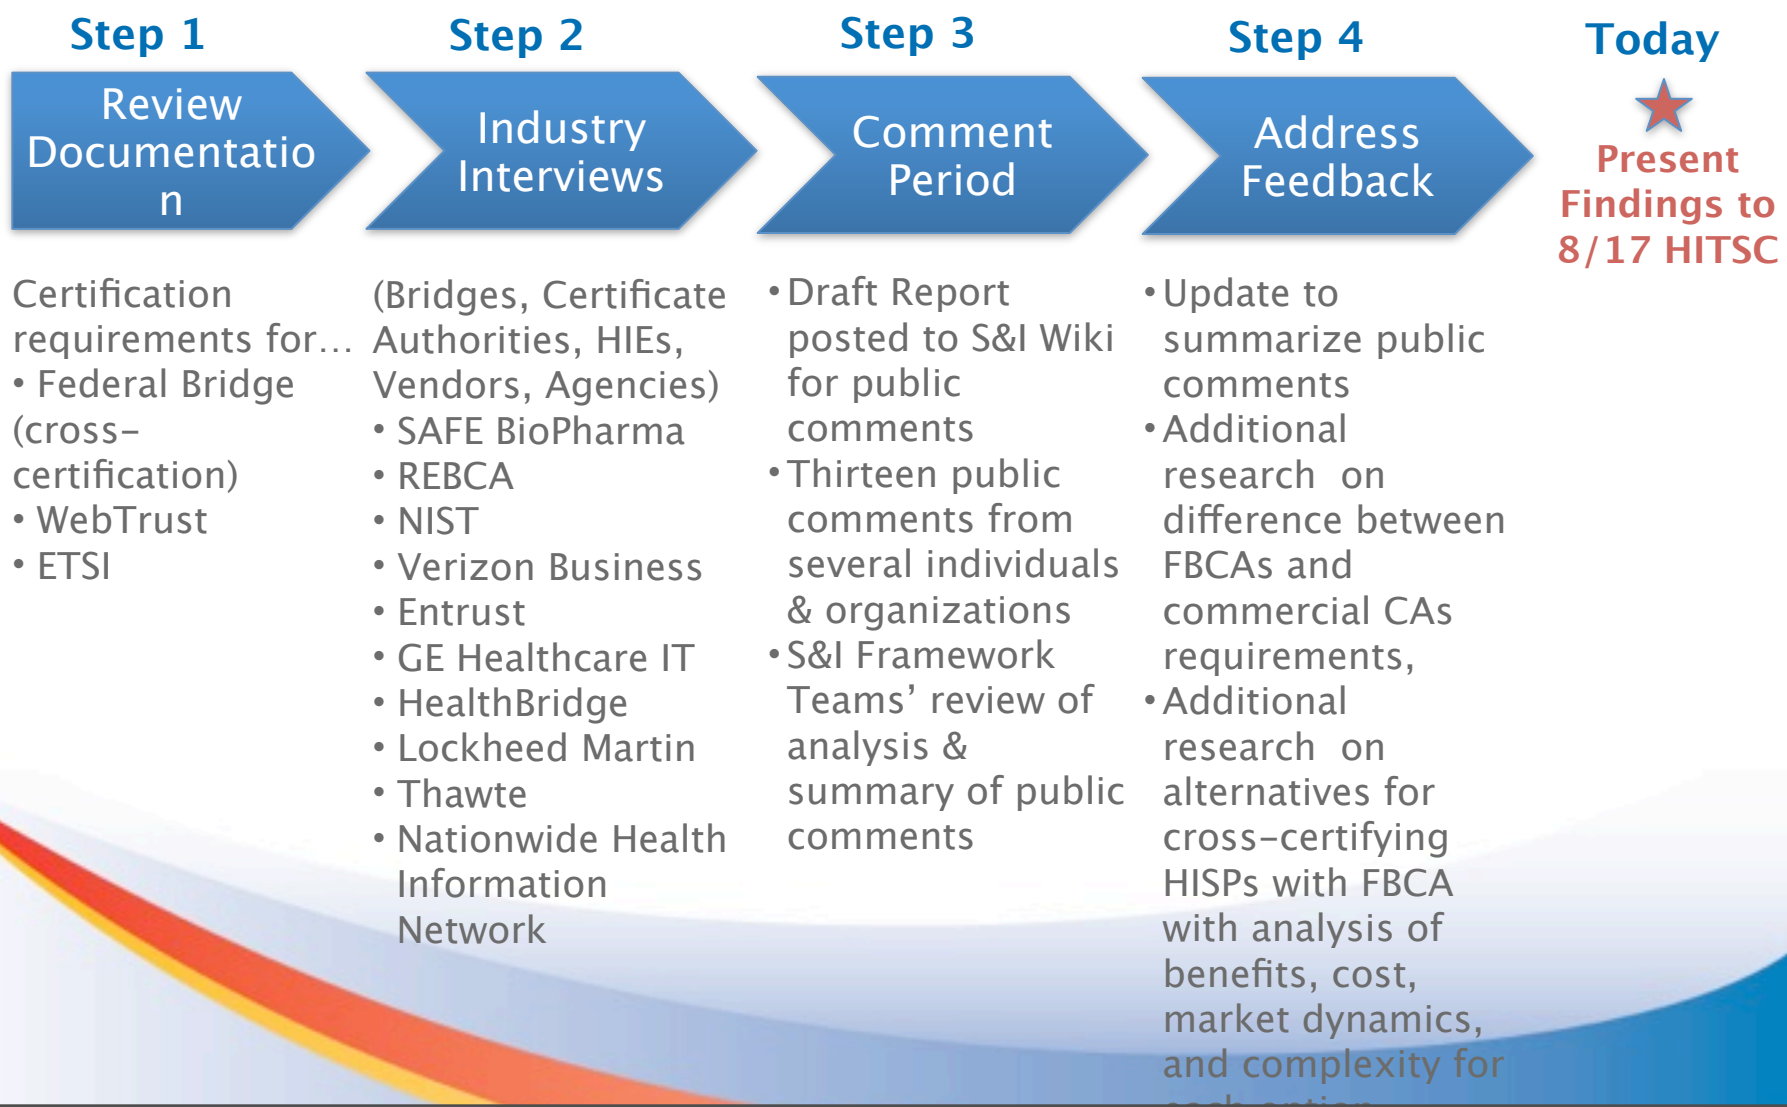 Step 1
Review
Documentatio
n
Certification
requirements for...
• Federal Bridge
(cross-
certification)
• WebTrust
• ETSI
Step 2
Industry
Interviews
(Bridges, Certificate
Authorities, HIEs,
Vendors, Agencies)
• SAFE BioPharma
• REBCA
• NIST
• Verizon Business
• Entrust
• GE Healthcare IT
• HealthBridge
• Lockheed Martin
• Thawte
• Nationwide Health
Information
Network
Step 3
Comment
Period
• Draft Report
posted to S&I Wiki
for public
comments
• Thirteen public
comments from
several individuals
& organizations
• S&I Framework
Teams’ review of
analysis &
summary of public
comments
Step 4
Address
Feedback
• Update to
summarize public
comments
• Additional
research on
difference between
FBCAs and
commercial CAs
requirements,
• Additional
research on
alternatives for
cross-certifying
HISPs with FBCA
with analysis of
benefits, cost,
market dynamics,
and complexity for
Today
Present
Findings to
8/17 HITSC